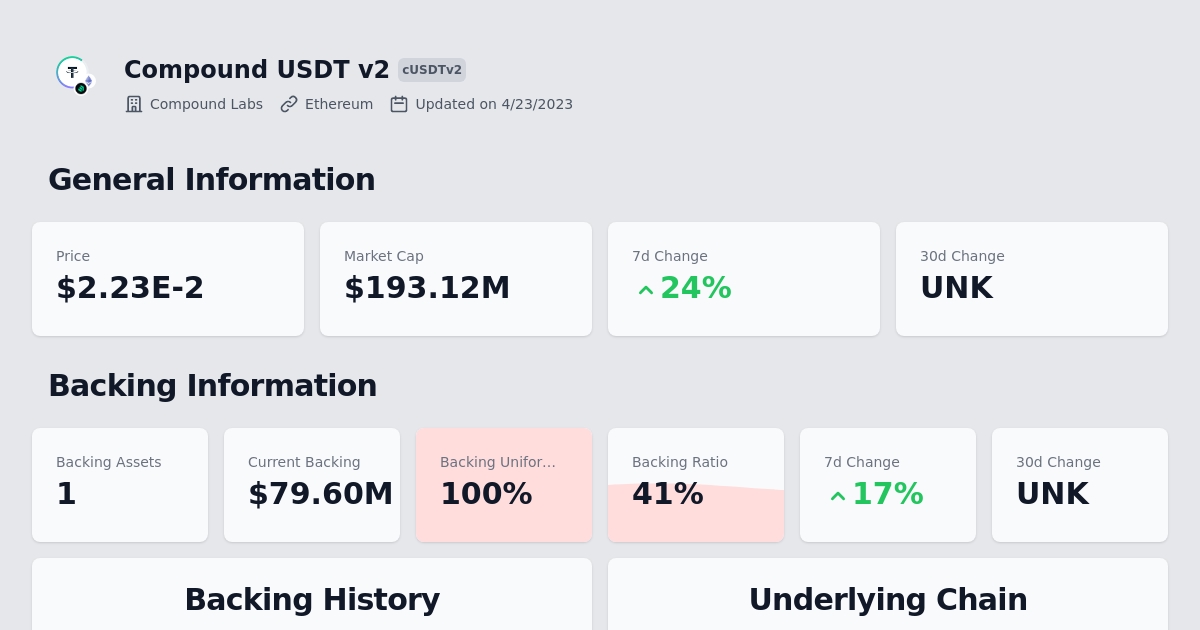 Compound USDT v2 cUSDTv2
Compound Labs Ethereum Updated on 4/23/2023
General Information
Price Market Cap 7d Change 30d Change
$2.23E-2 $193.12M 24% UNK
Backing Information
Backing Assets Current Backing Backing Unifor... Backing Ratio 7d Change 30d Change
1 $79.60M 100% 41% 17% UNK
Backing History Underlying Chain